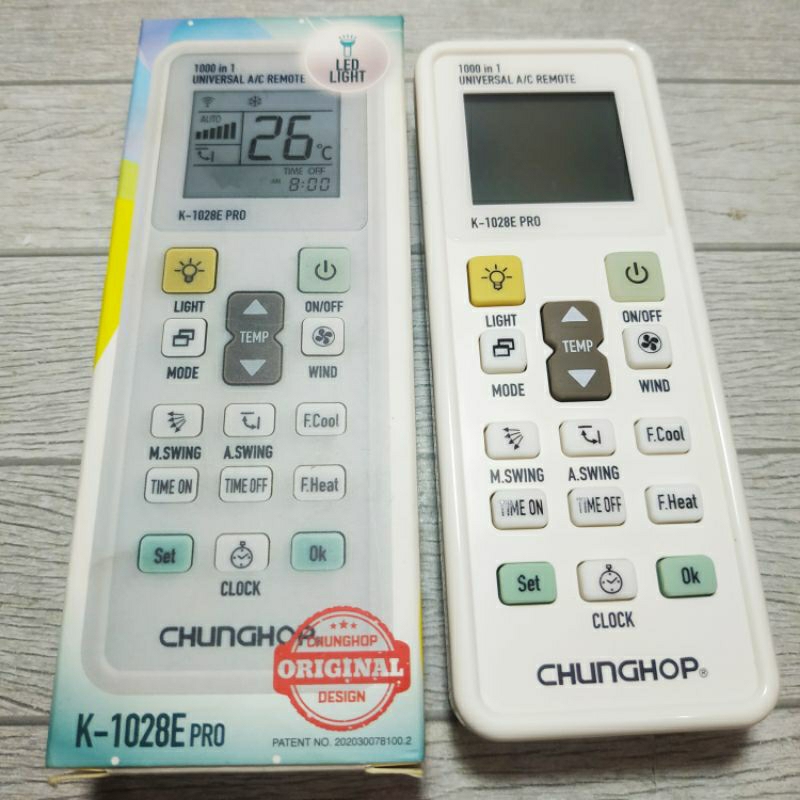 LED
LIGHT
1000 in 1
UNIVERSAL A/C REMOTE
AUTO
26°C
TIME OFF
AM 8:00
K-1028E PRO
LIGHT
ON/OFF
TEMP
MODE
WIND
F.Cool
M.SWING
A.SWING
TIME ON
TIME OFF
F.Heat
Set
Ok
CLOCK
CHUNGHOP
CHUNGHOP
ORIGINAL
DESIGN
K-1028E PRO
PATENT NO. 202030078100.2
1000 in 1
UNIVERSAL A/C REMOTE
K-1028E PRO
LIGHT
ON/OFF
TEMP
MODE
WIND
F.Cool
M.SWING
A.SWING
TIME ON
TIME OFF
F.Heat
Set
Ok
CLOCK
CHUNGHOP®